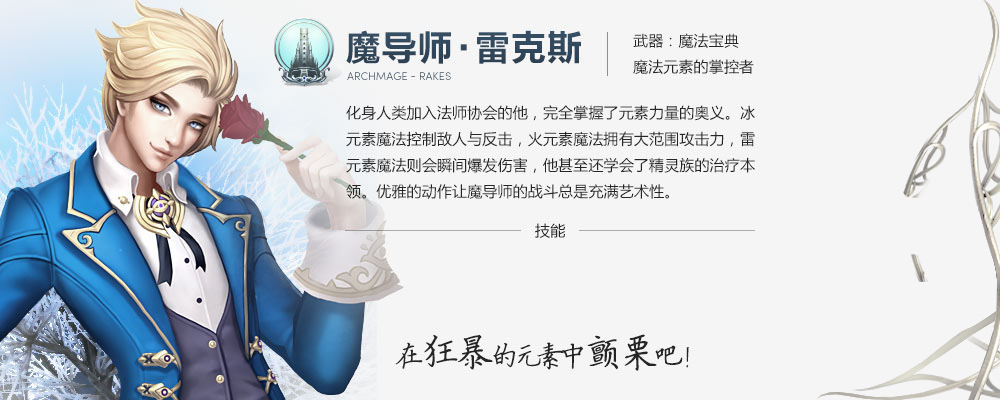 魔导师·雷克斯
ARCHMAGE - RAKES
武器：魔法宝典
魔法元素的掌控者
化身人类加入法师协会的他，完全掌握了元素力量的奥义。冰
元素魔法控制敌人与反击，火元素魔法拥有大范围攻击力，雷
元素魔法则会瞬间爆发伤害，他甚至还学会了精灵族的治疗本
领。优雅的动作让魔导师的战斗总是充满艺术性。
技能
在狂暴的元素中颤栗吧！